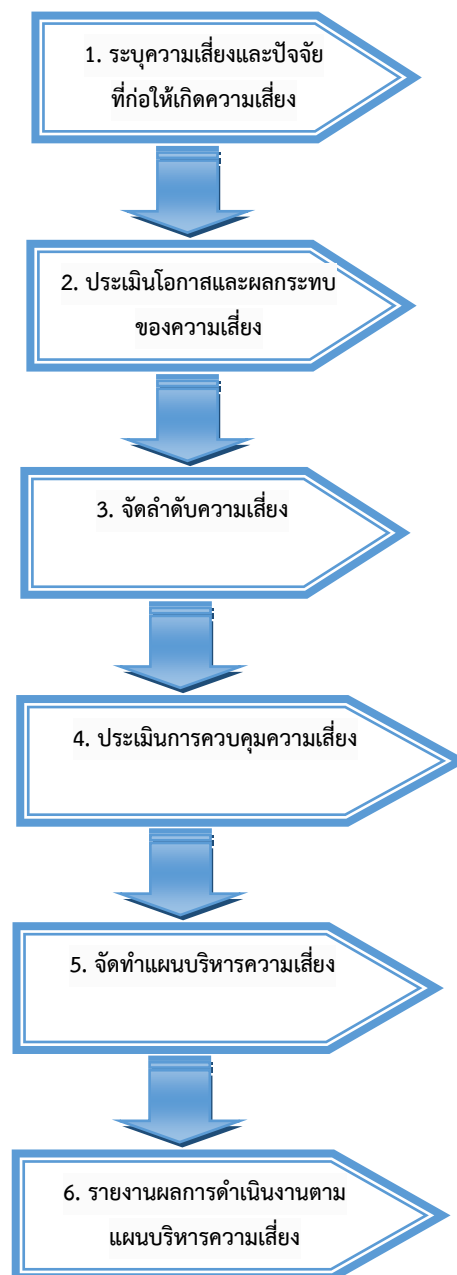 1. ระบุความเสี่ยงและปัจจัย
ที่ก่อให้เกิดความเสี่ยง
2. ประเมินโอกาสและผลกระทบ
ของความเสี่ยง
3. จัดลำดับความเสี่ยง
4. ประเมินการควบคุมความเสี่ยง
5. จัดทำแผนบริหารความเสี่ยง
6. รายงานผลการดำเนินงานตาม
แผนบริหารความเสี่ยง